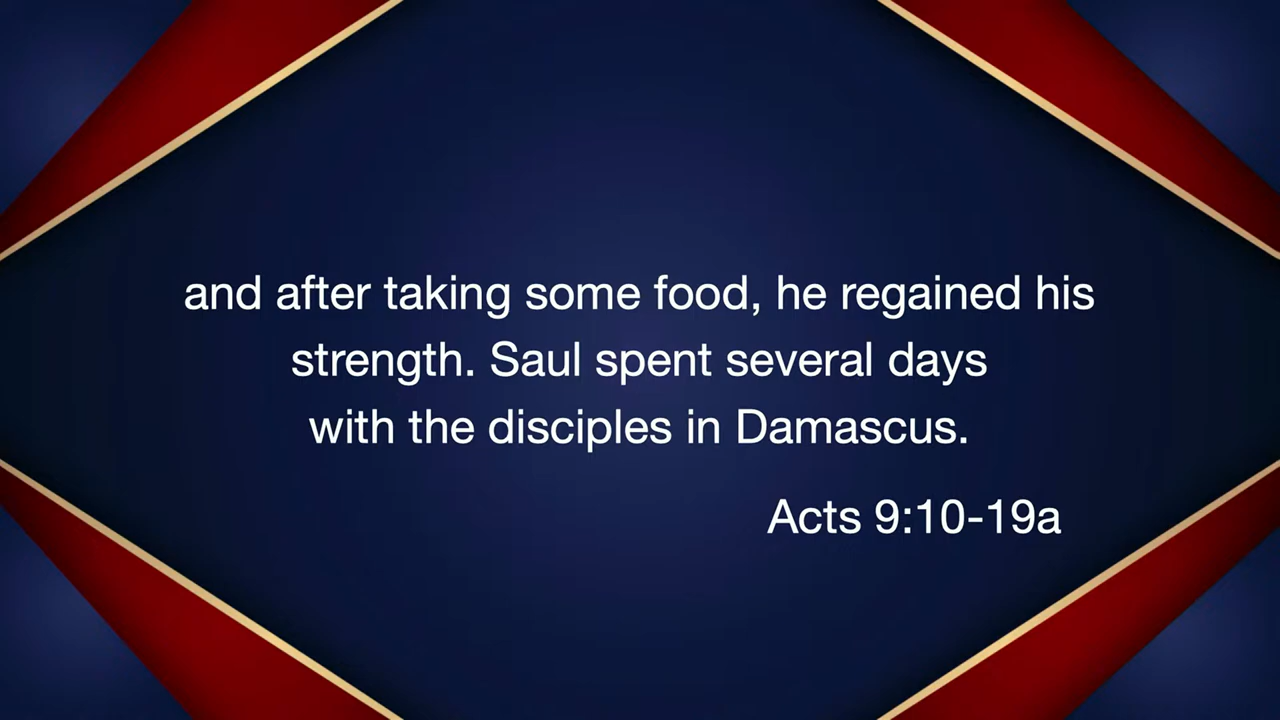 and after taking some food, he regained his
strength. Saul spent several days
with the disciples in Damascus.
Acts 9:10-19a